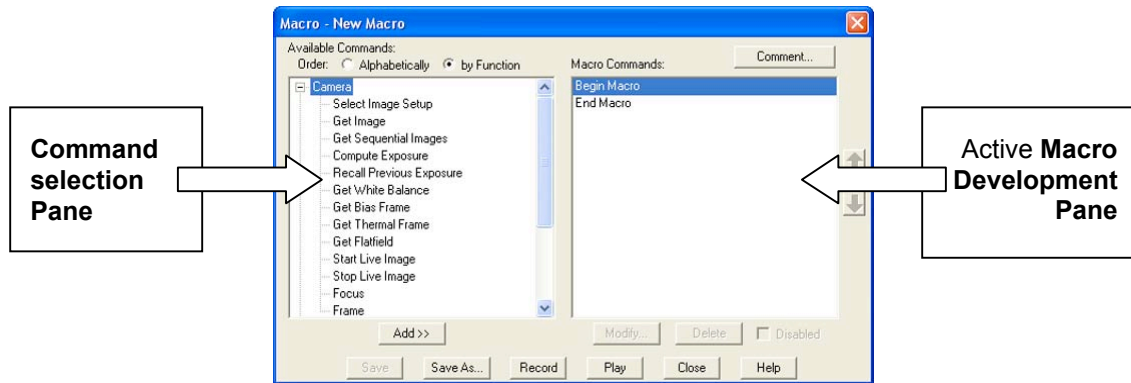 Macro - New Macro
Available Commands:
Order: Alphabetically by Function
Comment...
Macro Commands:
Camera
Select Image Setup
Get Image
Get Sequential Images
Compute Exposure
Recall Previous Exposure
Get White Balance
Get Bias Frame
Get Thermal Frame
Get Flatfield
Start Live Image
Stop Live Image
Focus
Frame
Begin Macro
End Macro
Add >>
Modify...
Delete
Disabled
Save
Save As...
Record
Play
Close
Help
Command
selection
Pane
Active Macro
Development
Pane